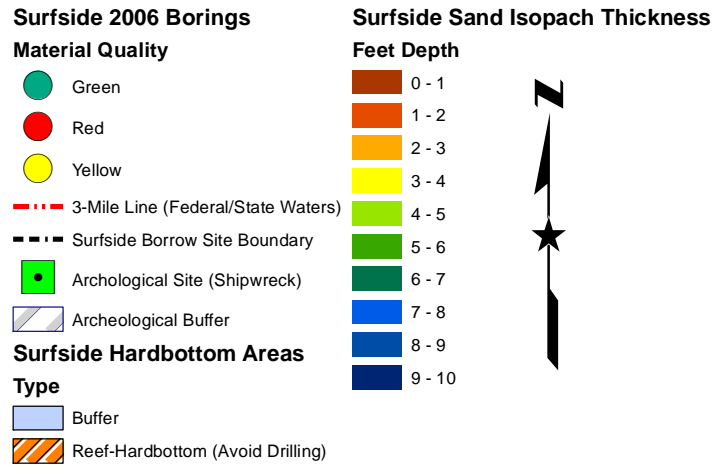 Surfside 2006 Borings
Material Quality
Green
Red
Yellow
3-Mile Line (Federal/State Waters)
Surfside Borrow Site Boundary
Archological Site (Shipwreck)
Archeological Buffer
Surfside Hardbottom Areas
Type
Buffer
Reef-Hardbottom (Avoid Drilling)
Surfside Sand Isopach Thickness
Feet Depth
0 - 1
1 - 2
2 - 3
3 - 4
4 - 5
5 - 6
6 - 7
7 - 8
8 - 9
9 - 10
N